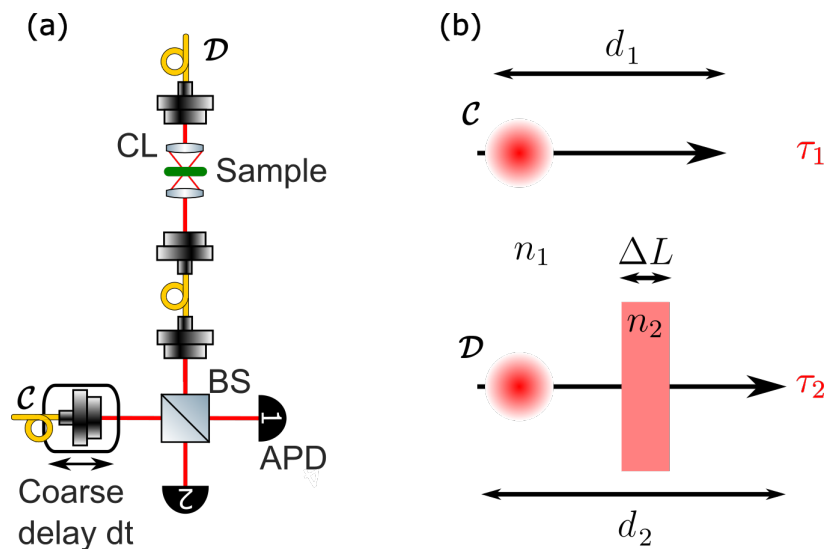 (a)
𝒟
CL
Sample
BS
𝒞
1
APD
2
Coarse
delay dt
(b)
d₁
𝒞
τ₁
n₁
ΔL
n₂
𝒟
τ₂
d₂